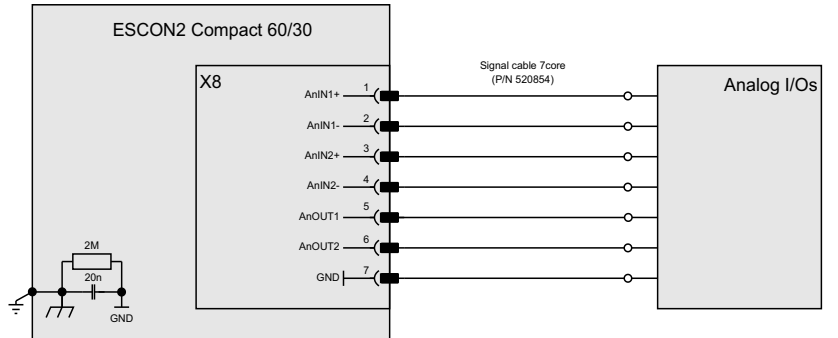 ESCON2 Compact 60/30
Signal cable 7core
(P/N 520854)
X8
Analog I/Os
AnIN1+ 1
AnIN1- 2
AnIN2+ 3
AnIN2- 4
AnOUT1 5
AnOUT2 6
GND 7
2M
20n
GND